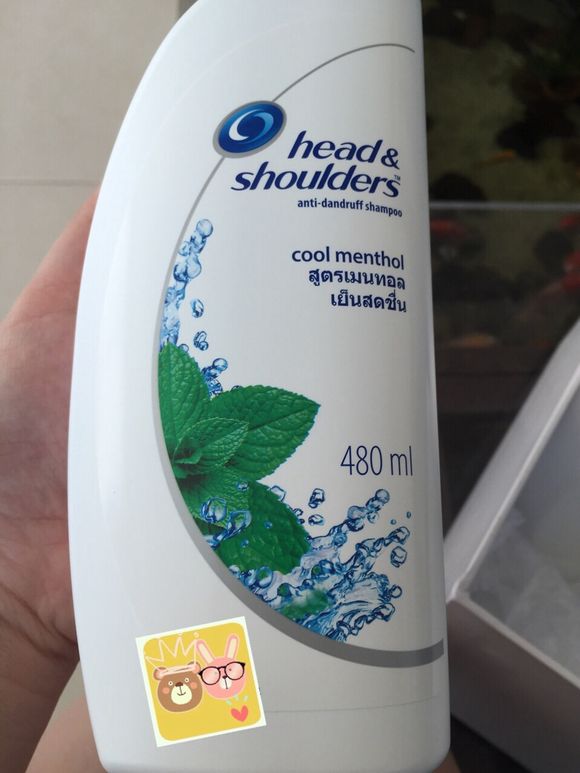 head &
shoulders™
anti-dandruff shampoo
cool menthol
สูตรเมนทอล
เย็นสดชื่น
480 ml